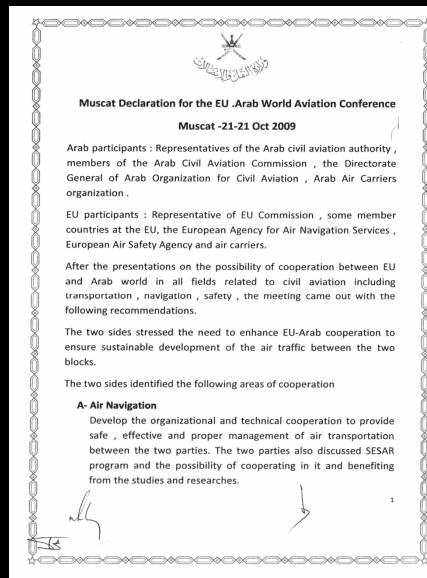 وزارة النقل والاتصالات
Muscat Declaration for the EU .Arab World Aviation Conference
Muscat -21-21 Oct 2009
Arab participants : Representatives of the Arab civil aviation authority ,
members of the Arab Civil Aviation Commission , the Directorate
General of Arab Organization for Civil Aviation , Arab Air Carriers
organization .
EU participants : Representative of EU Commission , some member
countries at the EU, the European Agency for Air Navigation Services ,
European Air Safety Agency and air carriers.
After the presentations on the possibility of cooperation between EU
and Arab world in all fields related to civil aviation including
transportation , navigation , safety , the meeting came out with the
following recommendations.
The two sides stressed the need to enhance EU-Arab cooperation to
ensure sustainable development of the air traffic between the two
blocks.
The two sides identified the following areas of cooperation
A- Air Navigation
Develop the organizational and technical cooperation to provide
safe , effective and proper management of air transportation
between the two parties. The two parties also discussed SESAR
program and the possibility of cooperating in it and benefiting
from the studies and researches.
1